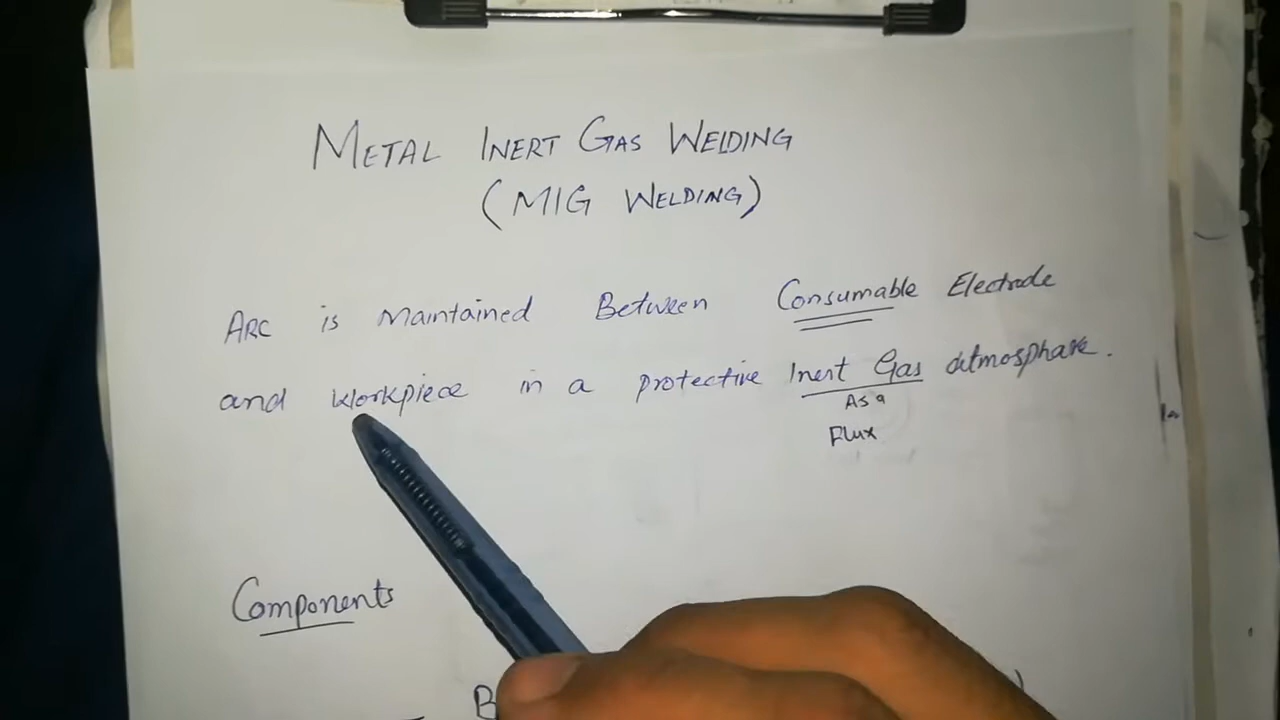 METAL INERT GAS WELDING
(MIG WELDING)
ARC is Maintained Between Consumable Electrode
and Workpiece in a protective Inert Gas atmosphare.
As a
Flux
Components
B